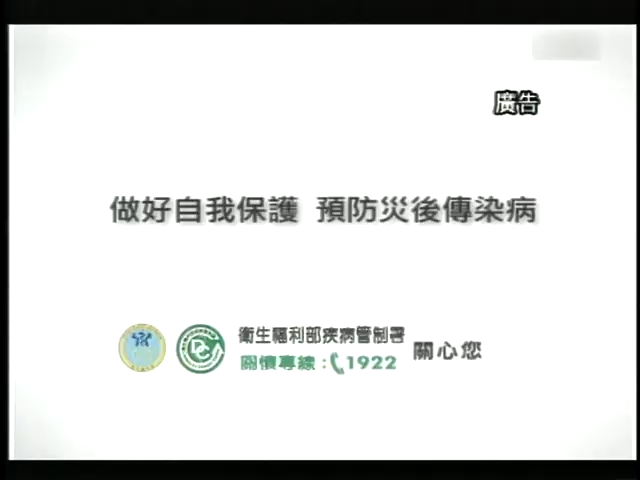 廣告
做好自我保護 預防災後傳染病
衛生福利部疾病管制署
關懷專線：1922
關心您